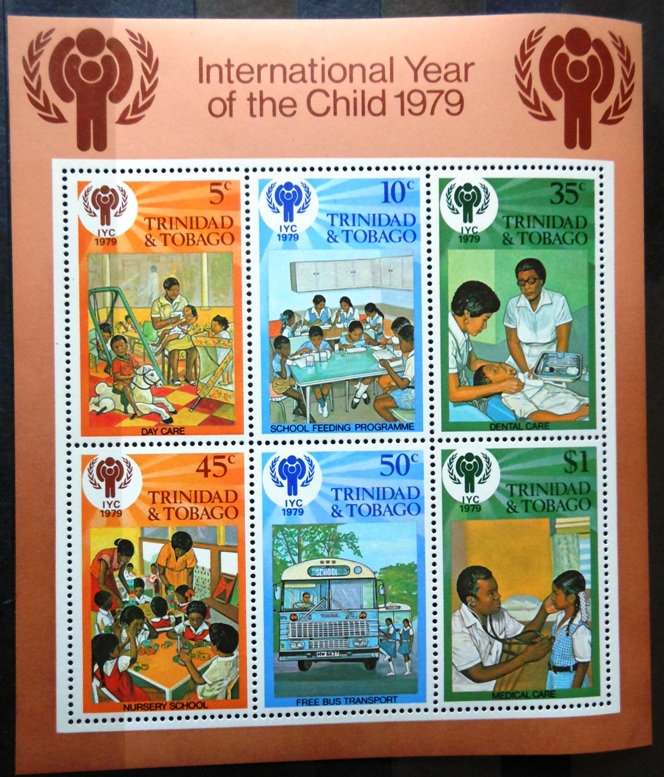 International Year
of the Child 1979
5c
IYC
1979
TRINIDAD
& TOBAGO
DAY CARE
10c
IYC
1979
TRINIDAD
& TOBAGO
SCHOOL FEEDING PROGRAMME
35c
IYC
1979
TRINIDAD
& TOBAGO
DENTAL CARE
45c
IYC
1979
TRINIDAD
& TOBAGO
NURSERY SCHOOL
50c
IYC
1979
TRINIDAD
& TOBAGO
SCHOOL
FREE BUS TRANSPORT
$1
IYC
1979
TRINIDAD
& TOBAGO
MEDICAL CARE